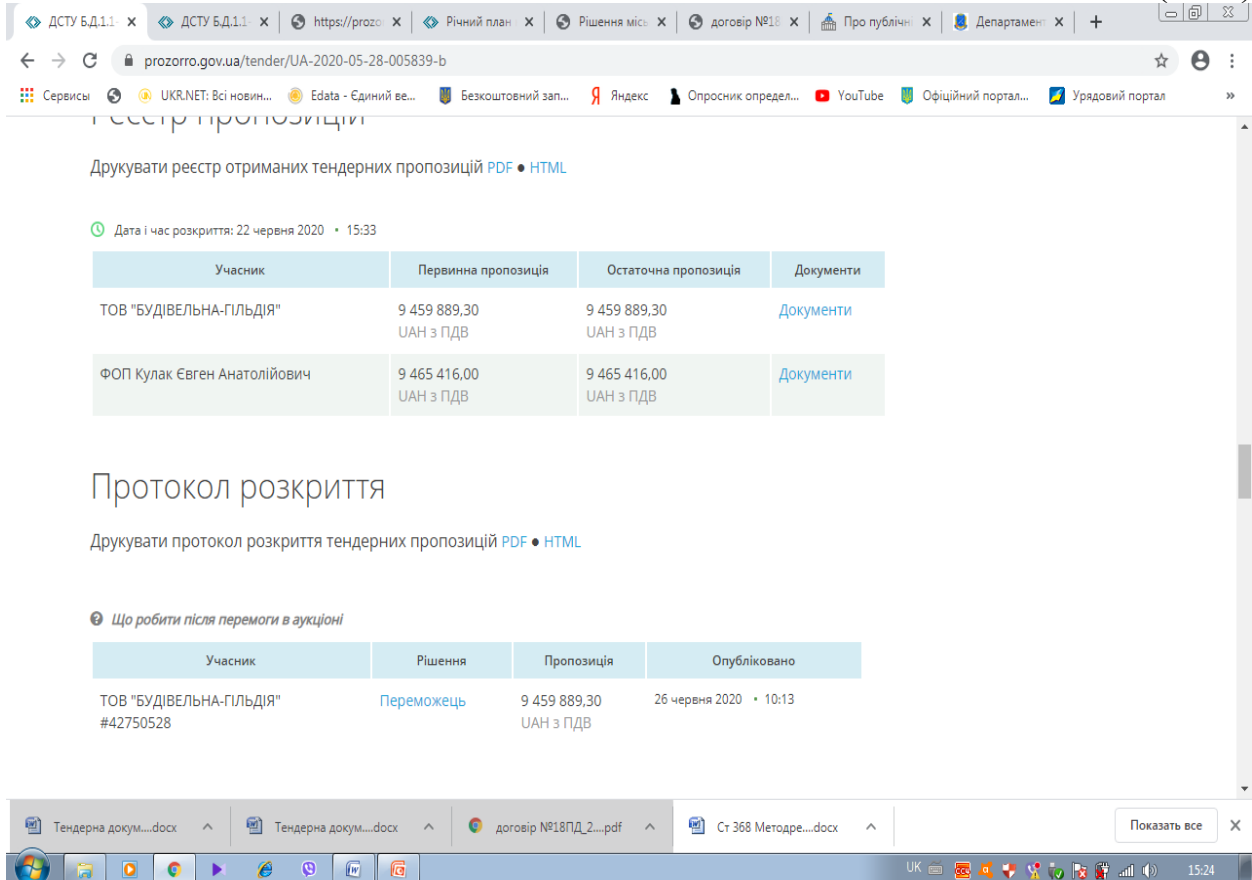 ДСТУ Б.Д.1.1-
ДСТУ Б.Д.1.1-
https://prozo
Річний план
Рішення місь
договір №18
Про публічн
Департамент
prozorro.gov.ua/tender/UA-2020-05-28-005839-b
Сервисы
UKR.NET: Всі новин...
Edata - Єдиний ве...
Безкоштовний зап...
Яндекс
Опросник определ...
YouTube
Офіційний портал...
Урядовий портал
»
Реєстр пропозицій
Друкувати реєстр отриманих тендерних пропозицій PDF ● HTML
Дата і час розкриття: 22 червня 2020 • 15:33
Учасник Первинна пропозиція Остаточна пропозиція Документи
ТОВ "БУДІВЕЛЬНА-ГІЛЬДІЯ" 9 459 889,30 9 459 889,30 Документи
UAH з ПДВ UAH з ПДВ
ФОП Кулак Євген Анатолійович 9 465 416,00 9 465 416,00 Документи
UAH з ПДВ UAH з ПДВ
Протокол розкриття
Друкувати протокол розкриття тендерних пропозицій PDF ● HTML
Що робити після перемоги в аукціоні
Учасник Рішення Пропозиція Опубліковано
ТОВ "БУДІВЕЛЬНА-ГІЛЬДІЯ" Переможець 9 459 889,30 26 червня 2020 • 10:13
#42750528 UAH з ПДВ
Тендерна докум....docx
Тендерна докум....docx
договір №18ПД_2....pdf
Ст 368 Методре....docx
Показать все
UK 15:24